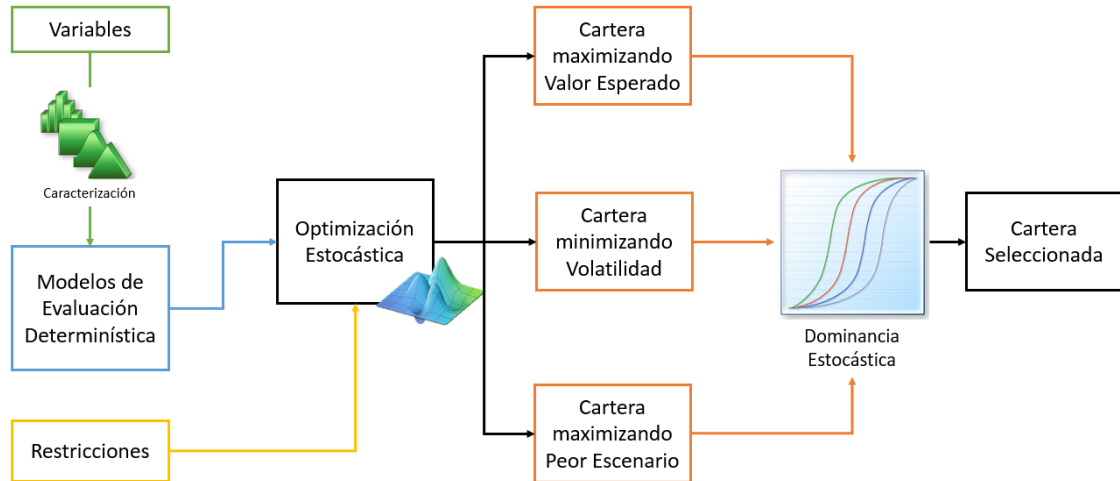 Variables
Caracterización
Modelos de
Evaluación
Determinística
Restricciones
Optimización
Estocástica
Cartera
maximizando
Valor Esperado
Cartera
minimizando
Volatilidad
Cartera
maximizando
Peor Escenario
Dominancia
Estocástica
Cartera
Seleccionada